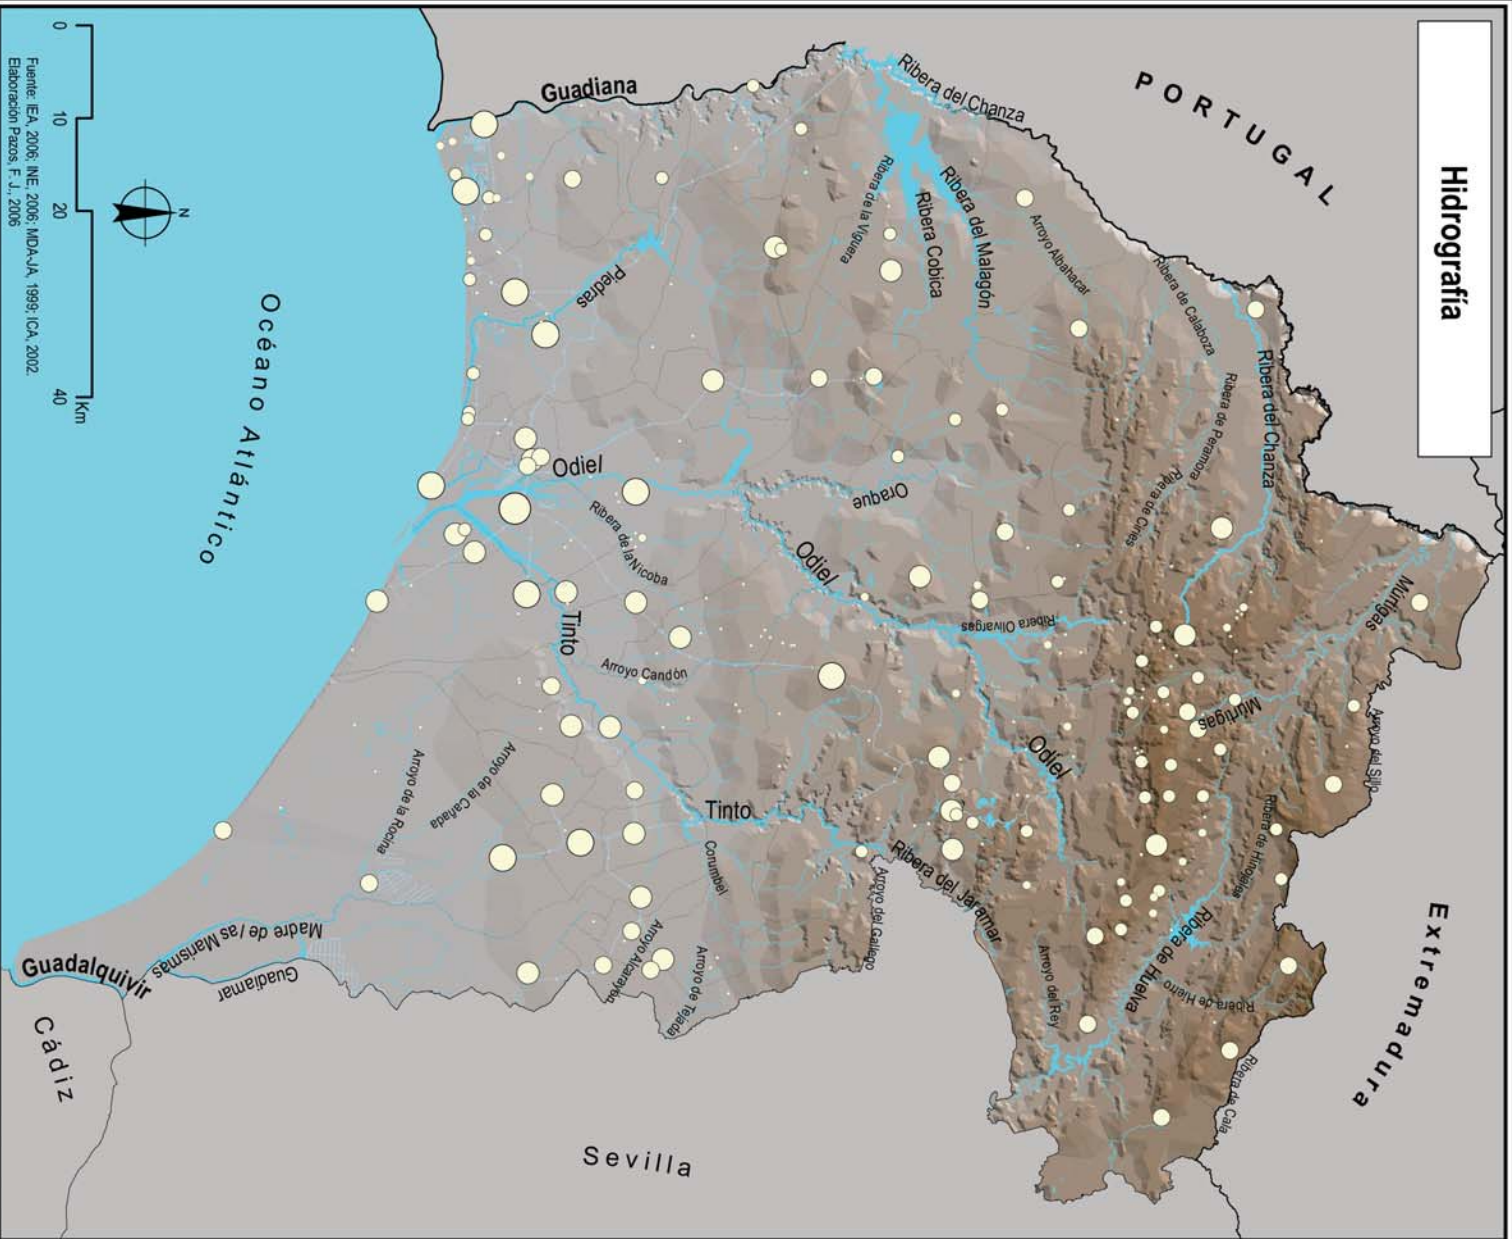 Hidrografía
PORTUGAL
Extremadura
Sevilla
Cádiz
Océano Atlántico
Ribera del Chanza
Guadiana
Ribera de la Viguera
Ribera Cobica
Ribera del Malagón
Arroyo Albahacar
Ribera de Calaboza
Ribera de Peramora
Ribera del Chanza
Ribera de Ciries
Piedras
Odiel
Oraque
Odiel
Ribera de la Nicoba
Ribera Olivargas
Múrtigas
Múrtigas
Arroyo del Sillo
Tinto
Arroyo Candón
Odiel
Ribera de Hinojales
Arroyo de la Rocina
Arroyo de la Cañada
Tinto
Corumbel
Ribera del Jaramar
Arroyo del Gallego
Ribera de Huelva
Ribera de Hierro
Arroyo del Rey
Ribera de Cala
Arroyo Alcarayón
Arroyo de Tejada
Madre de las Marismas
Guadiamar
Guadalquivir
N
0 10 20 40
Km
Fuente: IEA, 2006; INE, 2006; MDA-JA, 1999; ICA, 2002.
Elaboración Pazos, F. J., 2006